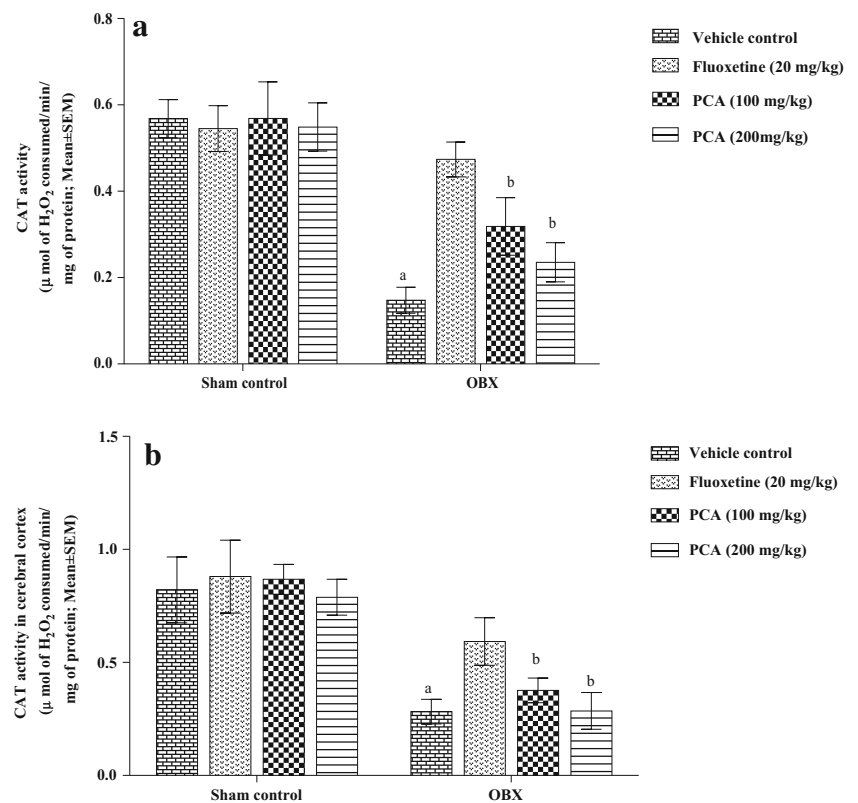 a
0.8
0.6
0.4
0.2
0.0
CAT activity
(µ mol of H₂O₂ consumed/min/
mg of protein; Mean±SEM)
a
b
b
Sham control
OBX
Vehicle control
Fluoxetine (20 mg/kg)
PCA (100 mg/kg)
PCA (200mg/kg)
b
1.5
1.0
0.5
0.0
CAT activity in cerebral cortex
(µ mol of H₂O₂ consumed/min/
mg of protein; Mean±SEM)
a
b
b
Sham control
OBX
Vehicle control
Fluoxetine (20 mg/kg)
PCA (100 mg/kg)
PCA (200 mg/kg)